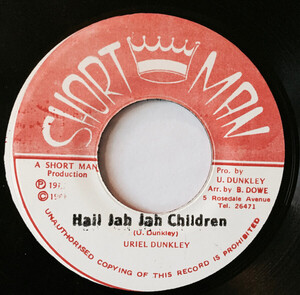 SHORT MAN
A SHORT MAN
Production
Ⓟ
©
Pro. by
U. DUNKLEY
Arr. by B. DOWE
5 Rosedale Avenue
Tel. 26471
Hail Jah Jah Children
(U. Dunkley)
URIEL DUNKLEY
UNAUTHORISED COPYING OF THIS RECORD IS PROHIBITED